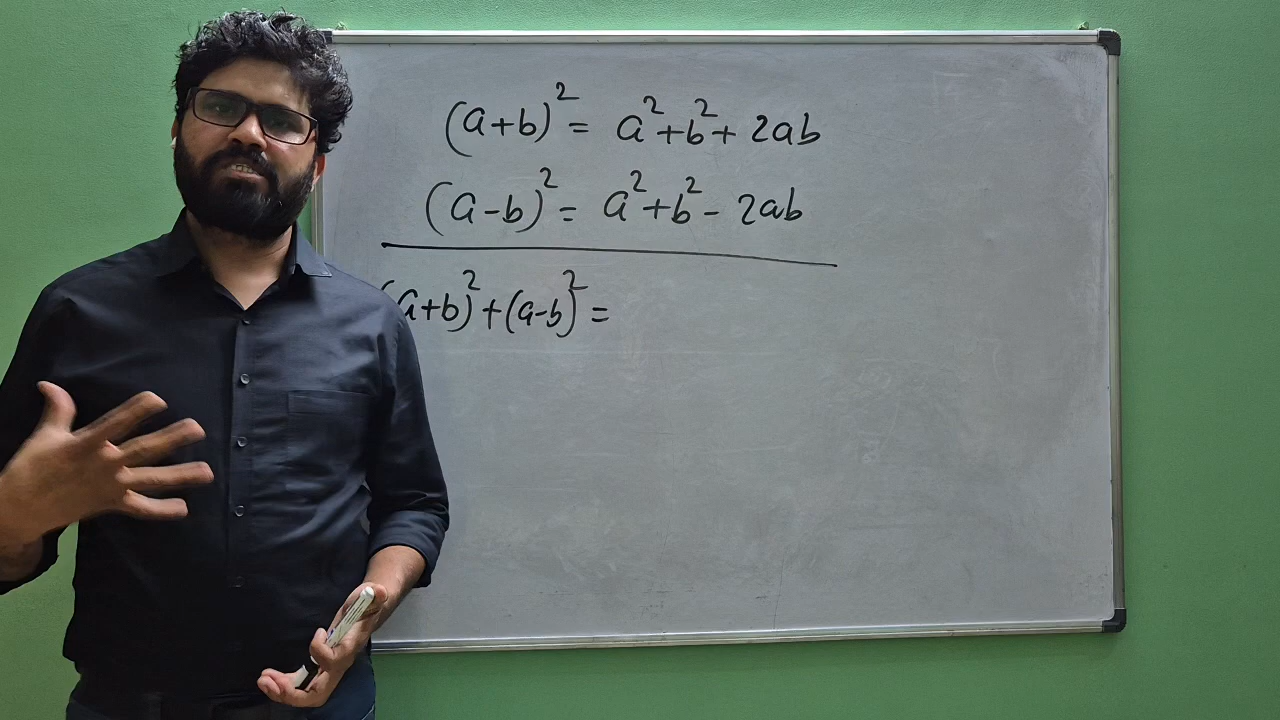 (a+b)² = a²+b²+ 2ab
(a-b)² = a²+b²- 2ab
(a+b)²+(a-b)² =